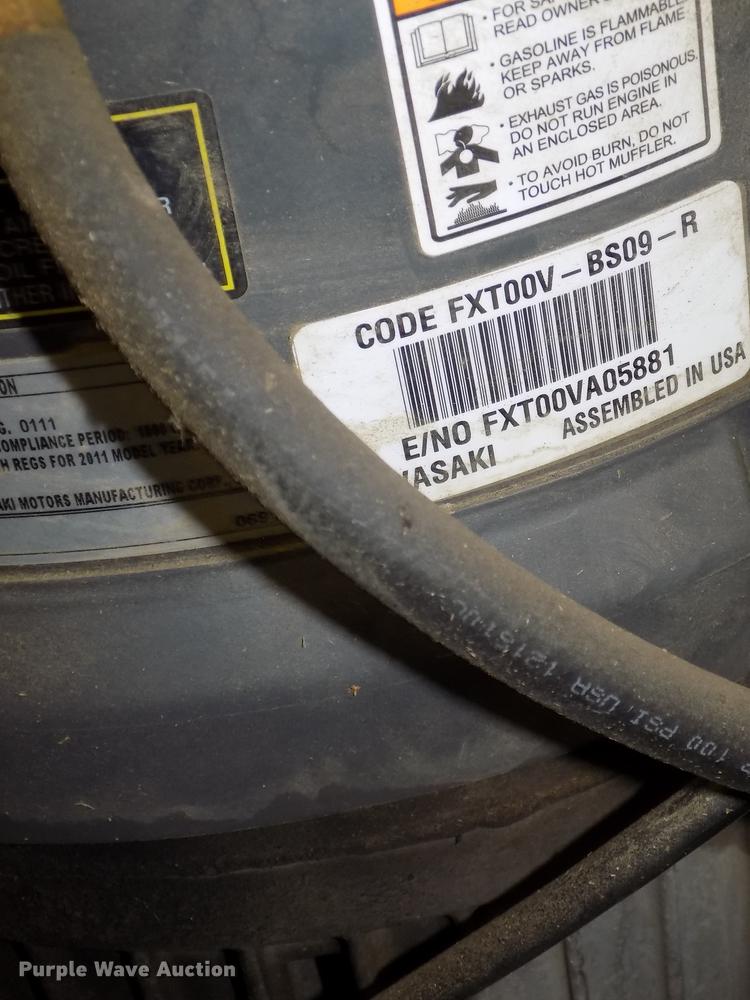 • FOR
READ OWNER'S
• GASOLINE IS FLAMMABLE.
KEEP AWAY FROM FLAME
OR SPARKS.
• EXHAUST GAS IS POISONOUS.
DO NOT RUN ENGINE IN
AN ENCLOSED AREA.
• TO AVOID BURN, DO NOT
TOUCH HOT MUFFLER.
CODE FXT00V-BS09-R
E/NO FXT00VA05881
ASAKI ASSEMBLED IN USA
OIL
ON
G. 0111
COMPLIANCE PERIOD:
H REGS FOR 2011 MODEL YEAR
AKI MOTORS MANUFACTURING CORP.
100 PSI, USA
Purple Wave Auction